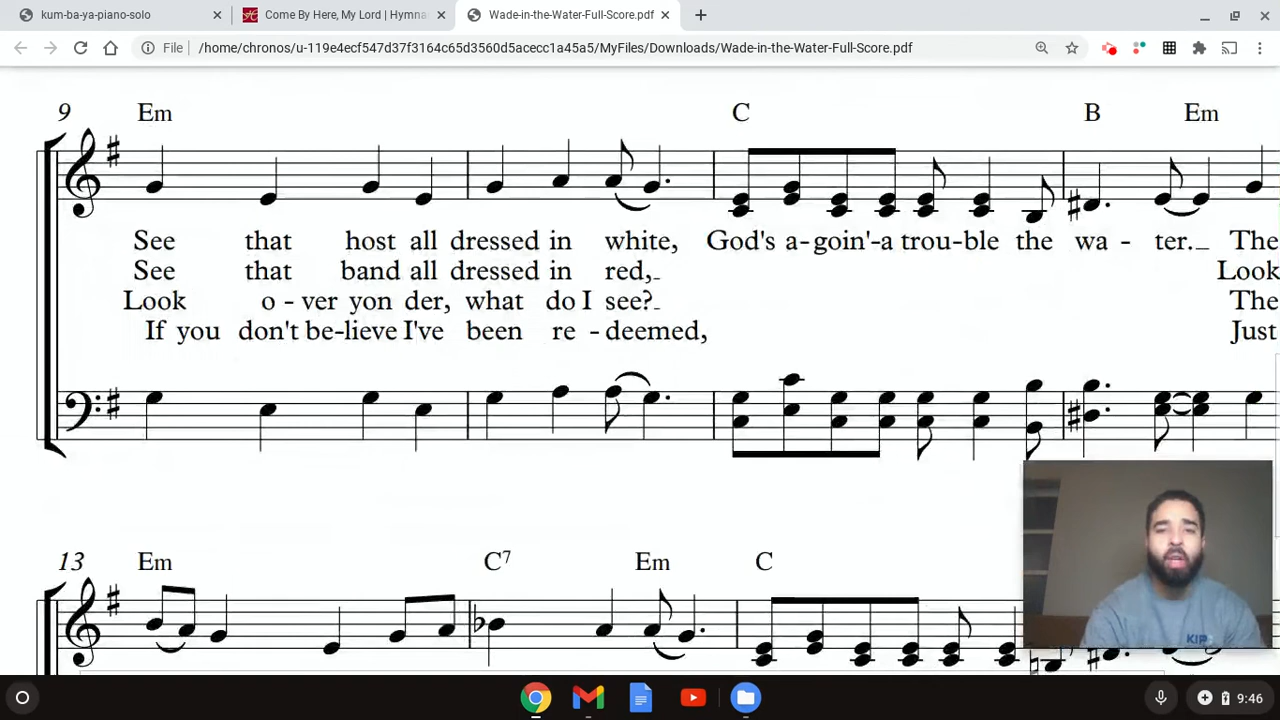 kum-ba-ya-piano-solo
Come By Here, My Lord | Hymna
Wade-in-the-Water-Full-Score.pdf
File
/home/chronos/u-119e4ecf547d37f3164c65d3560d5acecc1a45a5/MyFiles/Downloads/Wade-in-the-Water-Full-Score.pdf
9 Em C B Em
See that host all dressed in white, God's a-goin'-a trou-ble the wa - ter. The
See that band all dressed in red, Look
Look o - ver yon der, what do I see? The
If you don't be-lieve I've been re - deemed, Just
13 Em C7 Em C
KIP
9:46